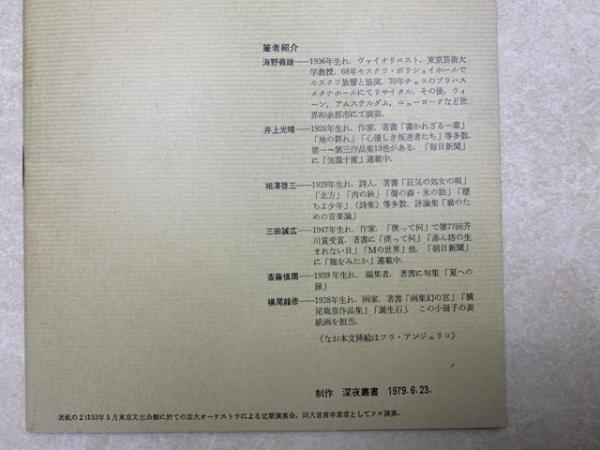 筆者紹介
海野義雄――1936年生れ。ヴァイオリニスト。東京芸術大
学教授。68年モスクワ・ボリショイホールで
モスクワ放響と協演。70年チェコのプラハス
メタナホールにてリサイタル。その後、ウィ
ーン、アムステルダム、ニューヨークなど世
界80余都市にて演奏。
井上光晴――1926年生れ。作家。著書「書かれざる一章」
「地の群れ」「心優しき叛逆者たち」等多数。
第一〜第三作品集13巻がある。「毎日新聞」
に「気温十度」連載中。
相澤啓三――1929年生れ。詩人。著書「狂気の処女の唄」
「北方」「肉の鋏」「聲の森・氷の肋」「墮
ちよ少年」(詩集)等多数。評論集「猫のた
めの音楽論」
三田誠広――1947年生れ。作家。「僕って何」で第77回芥
川賞受賞。著書に「僕って何」「赤ん坊の生
まれない日」「Mの世界」他。「朝日新聞」
に「龍をみたか」連載中。
斎藤慎爾――1939年生れ。編集者。著書に句集「夏への
扉」
横尾龍彦――1928年生れ。画家。著書「画集幻の宮」「横
尾龍彦作品集」「誕生石」。この小冊子の表
紙画を担当。
(なお本文挿絵はフラ・アンジェリコ)
制作 深夜叢書 1979.6.23.
表紙の2は53年5月東京文化会館に於ての芸大オーケストラによる定期演奏会。同大首席卒業者としてソロ演奏。